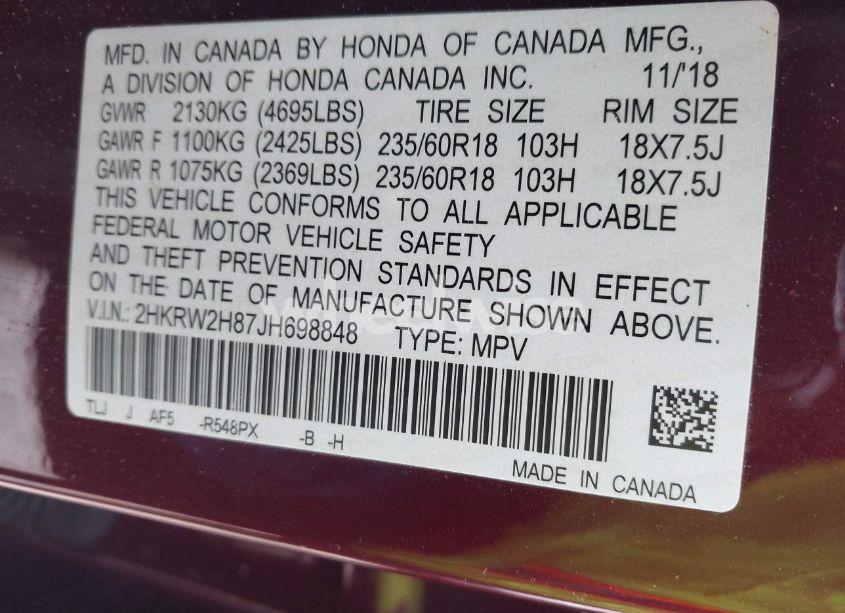 MFD. IN CANADA BY HONDA OF CANADA MFG.,
A DIVISION OF HONDA CANADA INC. 11/'18
GVWR 2130KG (4695LBS) TIRE SIZE RIM SIZE
GAWR F 1100KG (2425LBS) 235/60R18 103H 18X7.5J
GAWR R 1075KG (2369LBS) 235/60R18 103H 18X7.5J
THIS VEHICLE CONFORMS TO ALL APPLICABLE
FEDERAL MOTOR VEHICLE SAFETY
AND THEFT PREVENTION STANDARDS IN EFFECT
ON THE DATE OF MANUFACTURE SHOWN ABOVE.
V.I.N.: 2HKRW2H87JH698848 TYPE: MPV
TLJ J AF5 -R548PX -B -H
MADE IN CANADA